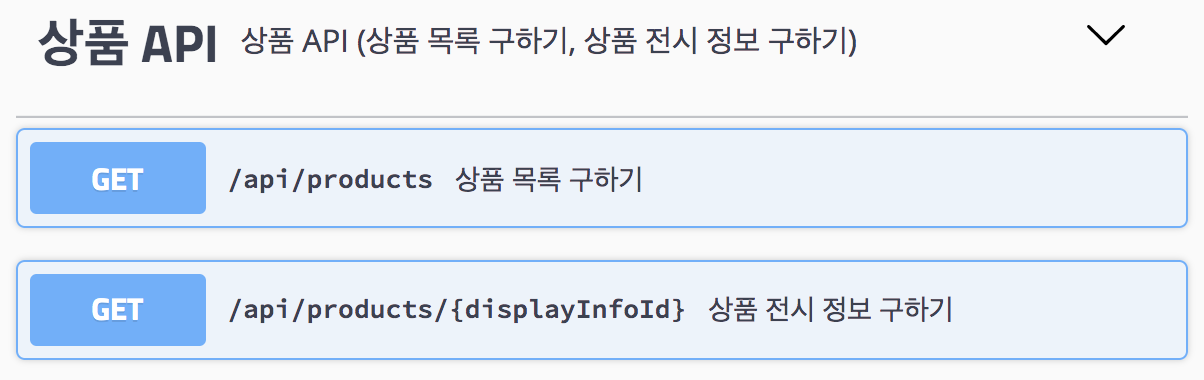 상품 API 상품 API (상품 목록 구하기, 상품 전시 정보 구하기)
GET /api/products 상품 목록 구하기
GET /api/products/{displayInfoId} 상품 전시 정보 구하기